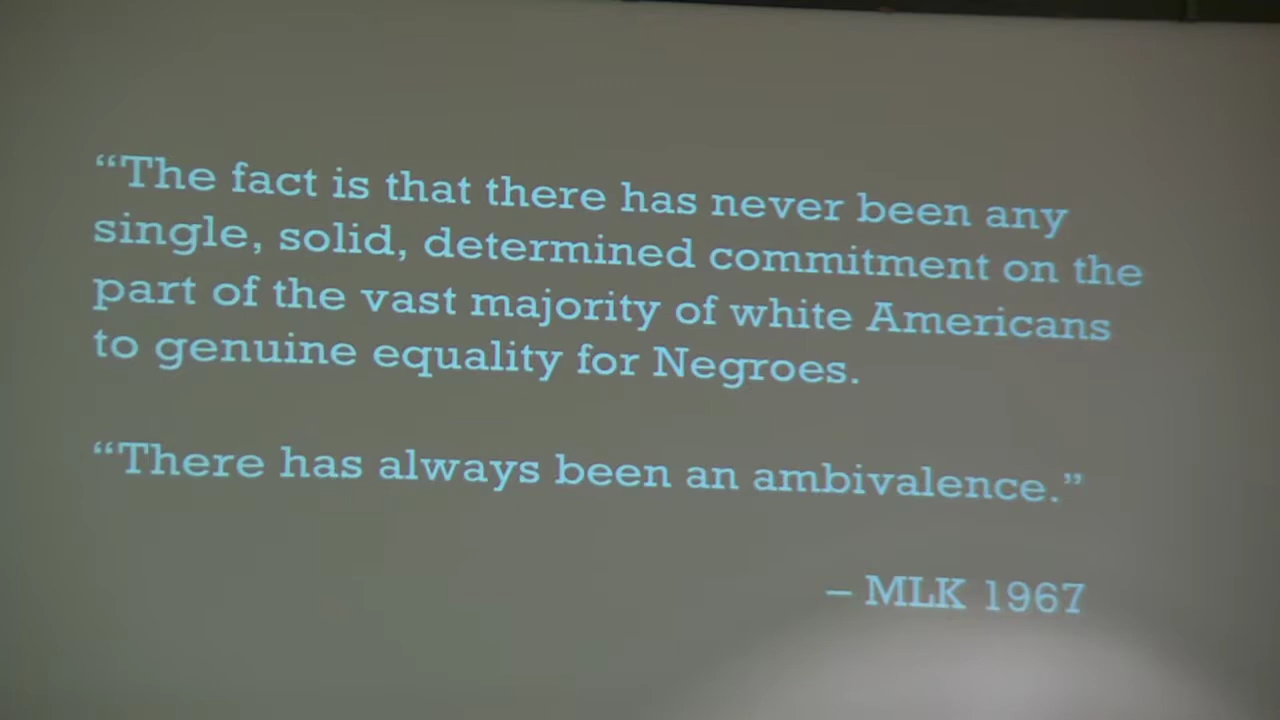 “The fact is that there has never been any
single, solid, determined commitment on the
part of the vast majority of white Americans
to genuine equality for Negroes.
“There has always been an ambivalence.”
– MLK 1967